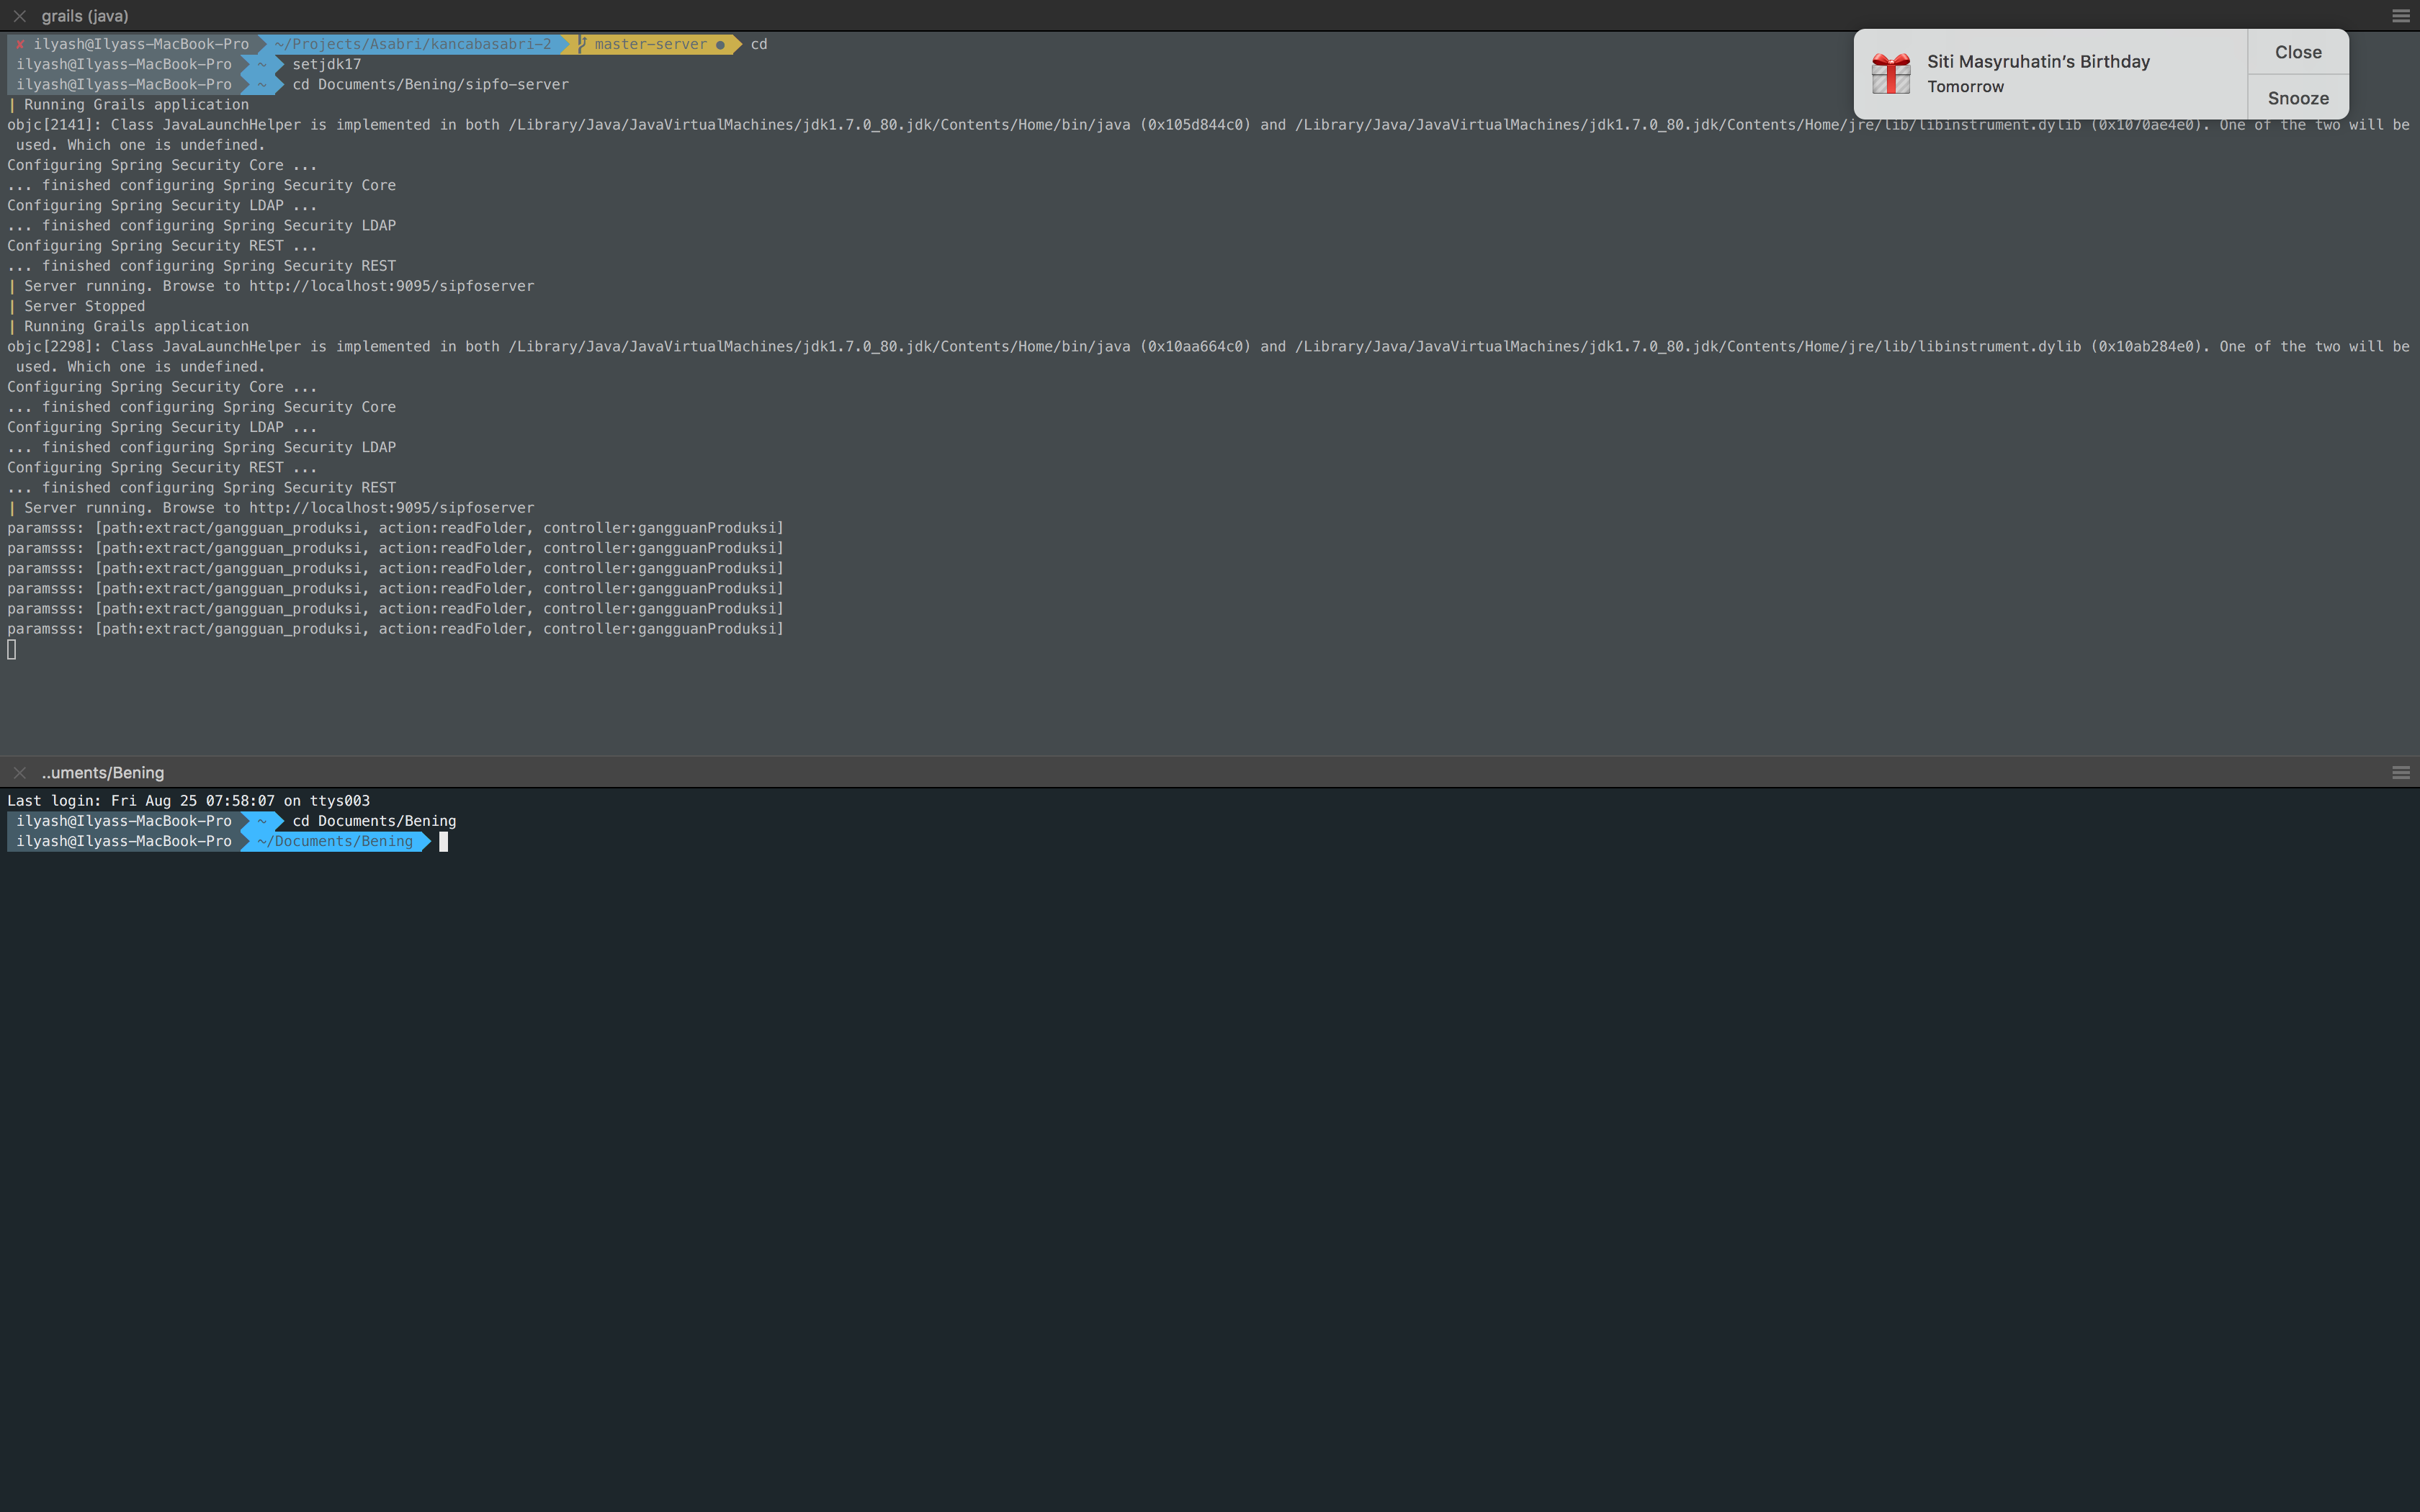 grails (java)
✘ ilyash@Ilyass-MacBook-Pro ~/Projects/Asabri/kancabasabri-2 master-server ● cd
ilyash@Ilyass-MacBook-Pro ~ setjdk17
ilyash@Ilyass-MacBook-Pro ~ cd Documents/Bening/sipfo-server
| Running Grails application
objc[2141]: Class JavaLaunchHelper is implemented in both /Library/Java/JavaVirtualMachines/jdk1.7.0_80.jdk/Contents/Home/bin/java (0x105d844c0) and /Library/Java/JavaVirtualMachines/jdk1.7.0_80.jdk/Contents/Home/jre/lib/libinstrument.dylib (0x1070ae4e0). One of the two will be
used. Which one is undefined.
Configuring Spring Security Core ...
... finished configuring Spring Security Core
Configuring Spring Security LDAP ...
... finished configuring Spring Security LDAP
Configuring Spring Security REST ...
... finished configuring Spring Security REST
| Server running. Browse to http://localhost:9095/sipfoserver
| Server Stopped
| Running Grails application
objc[2298]: Class JavaLaunchHelper is implemented in both /Library/Java/JavaVirtualMachines/jdk1.7.0_80.jdk/Contents/Home/bin/java (0x10aa664c0) and /Library/Java/JavaVirtualMachines/jdk1.7.0_80.jdk/Contents/Home/jre/lib/libinstrument.dylib (0x10ab284e0). One of the two will be
used. Which one is undefined.
Configuring Spring Security Core ...
... finished configuring Spring Security Core
Configuring Spring Security LDAP ...
... finished configuring Spring Security LDAP
Configuring Spring Security REST ...
... finished configuring Spring Security REST
| Server running. Browse to http://localhost:9095/sipfoserver
paramsss: [path:extract/gangguan_produksi, action:readFolder, controller:gangguanProduksi]
paramsss: [path:extract/gangguan_produksi, action:readFolder, controller:gangguanProduksi]
paramsss: [path:extract/gangguan_produksi, action:readFolder, controller:gangguanProduksi]
paramsss: [path:extract/gangguan_produksi, action:readFolder, controller:gangguanProduksi]
paramsss: [path:extract/gangguan_produksi, action:readFolder, controller:gangguanProduksi]
paramsss: [path:extract/gangguan_produksi, action:readFolder, controller:gangguanProduksi]
Siti Masyruhatin's Birthday
Tomorrow
Close
Snooze
..uments/Bening
Last login: Fri Aug 25 07:58:07 on ttys003
ilyash@Ilyass-MacBook-Pro ~ cd Documents/Bening
ilyash@Ilyass-MacBook-Pro ~/Documents/Bening